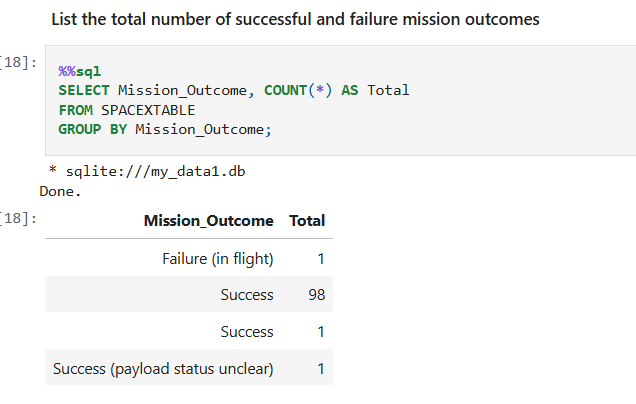 List the total number of successful and failure mission outcomes
[18]:
%%sql
SELECT Mission_Outcome, COUNT(*) AS Total
FROM SPACEXTABLE
GROUP BY Mission_Outcome;
* sqlite:///my_data1.db
Done.
[18]:
Mission_Outcome Total
Failure (in flight) 1
Success 98
Success 1
Success (payload status unclear) 1